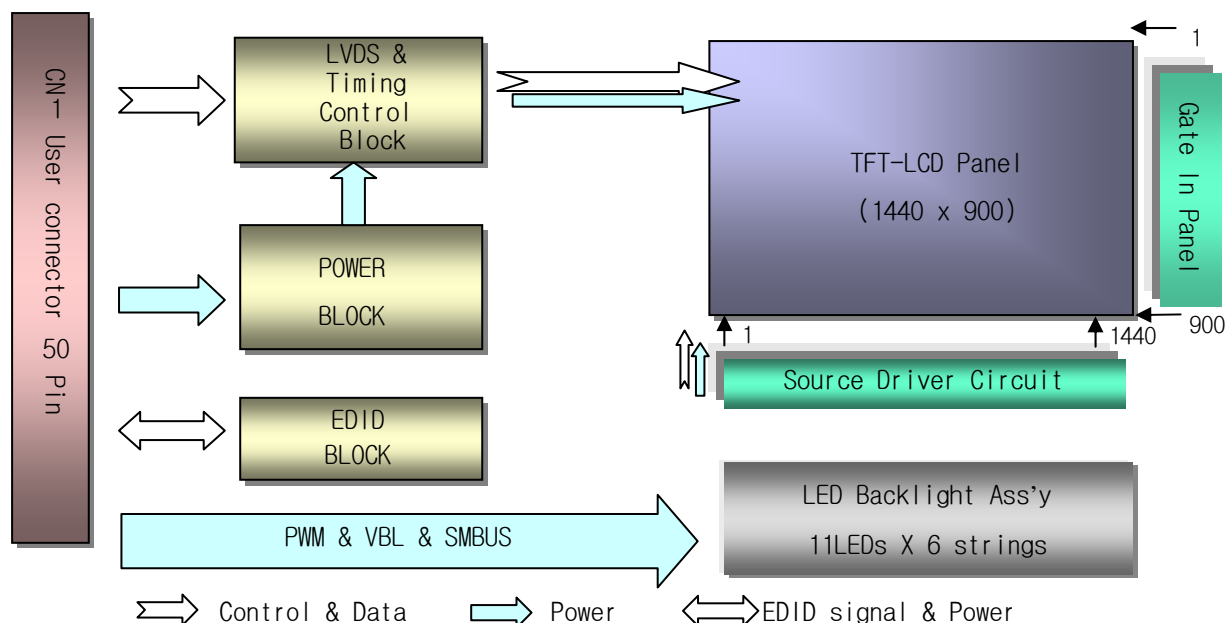 CN1 User connector 50 Pin
LVDS &
Timing
Control
Block
POWER
BLOCK
EDID
BLOCK
PWM & VBL & SMBUS
TFT-LCD Panel
(1440 x 900)
1
Gate In Panel
900
1
1440
Source Driver Circuit
LED Backlight Ass’y
11LEDs X 6 strings
Control & Data
Power
EDID signal & Power